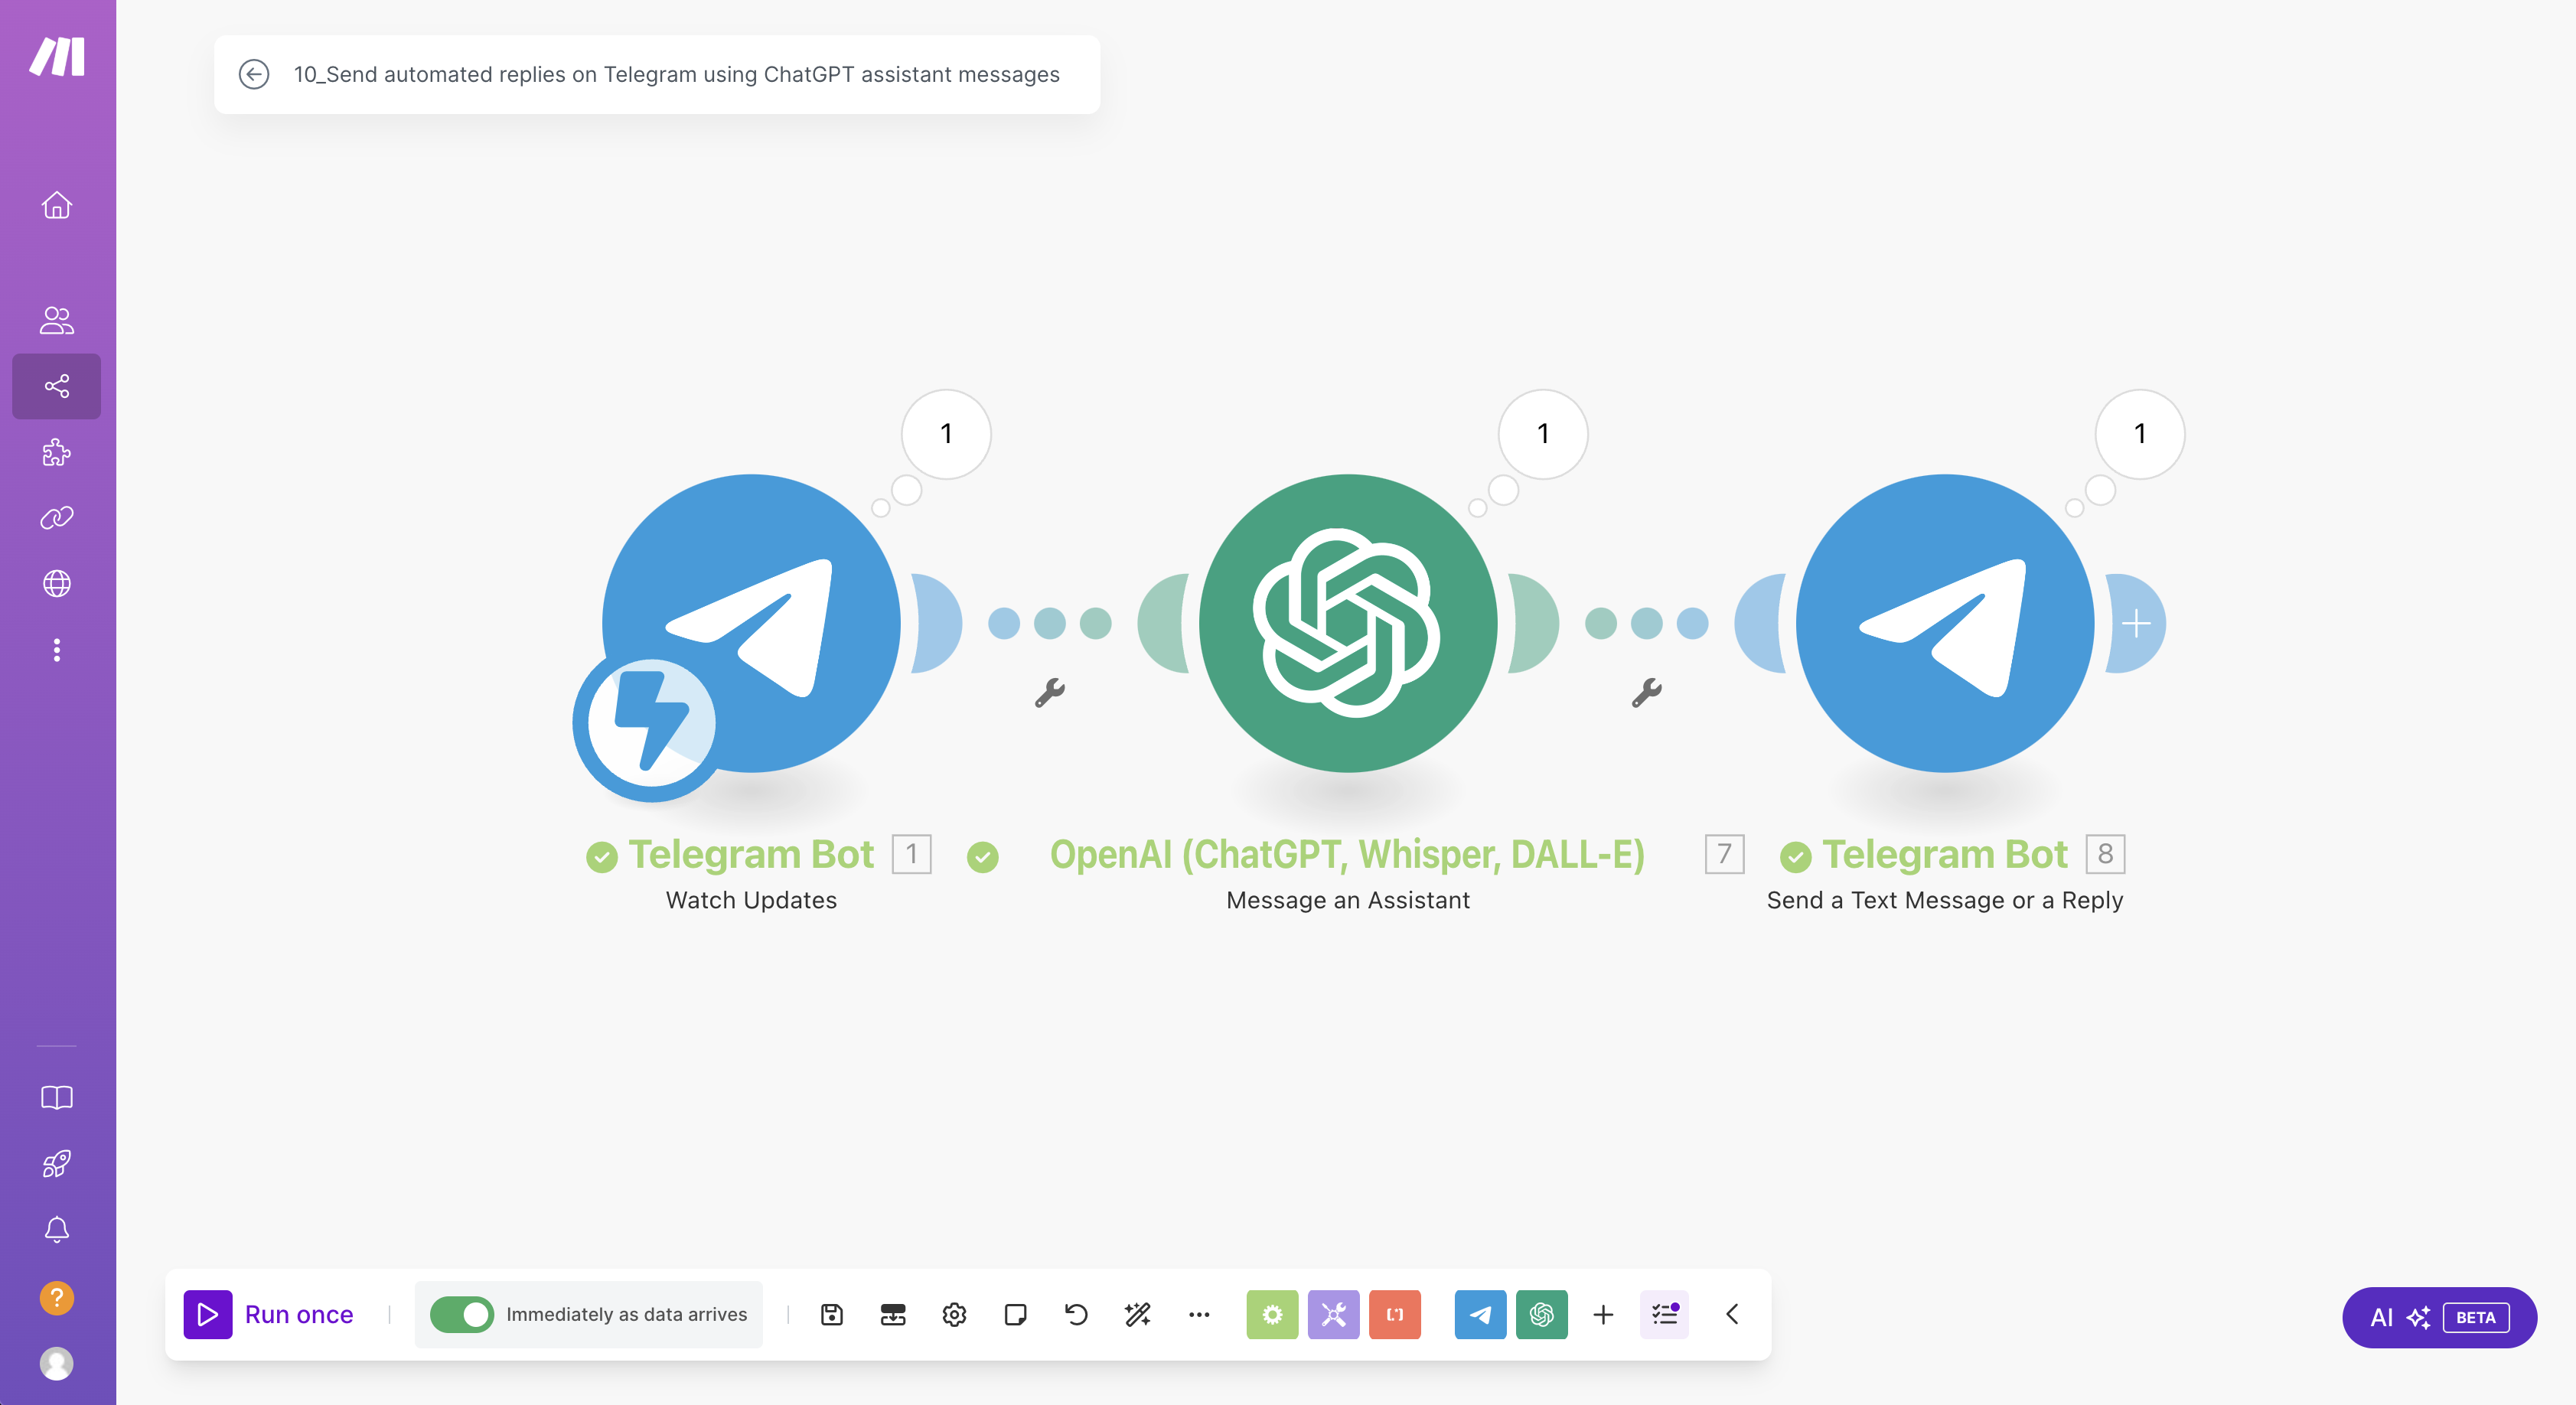 10_Send automated replies on Telegram using ChatGPT assistant messages
1
1
1
Telegram Bot 1
Watch Updates
OpenAI (ChatGPT, Whisper, DALL-E) 7
Message an Assistant
Telegram Bot 8
Send a Text Message or a Reply
Run once
Immediately as data arrives
AI BETA